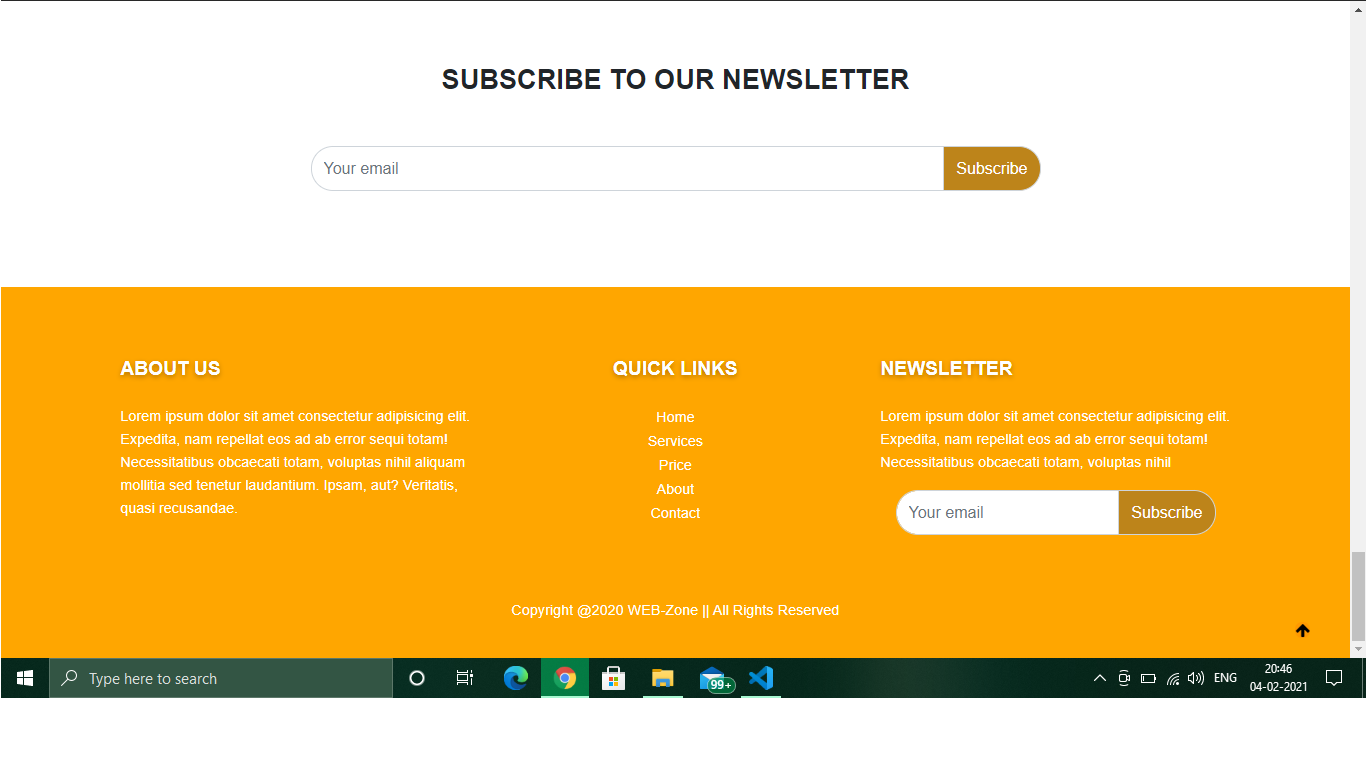 SUBSCRIBE TO OUR NEWSLETTER
Your email
Subscribe
ABOUT US
Lorem ipsum dolor sit amet consectetur adipisicing elit.
Expedita, nam repellat eos ad ab error sequi totam!
Necessitatibus obcaecati totam, voluptas nihil aliquam
mollitia sed tenetur laudantium. Ipsam, aut? Veritatis,
quasi recusandae.
QUICK LINKS
Home
Services
Price
About
Contact
NEWSLETTER
Lorem ipsum dolor sit amet consectetur adipisicing elit.
Expedita, nam repellat eos ad ab error sequi totam!
Necessitatibus obcaecati totam, voluptas nihil
Your email
Subscribe
Copyright @2020 WEB-Zone || All Rights Reserved
Type here to search
99+
ENG
20:46
04-02-2021